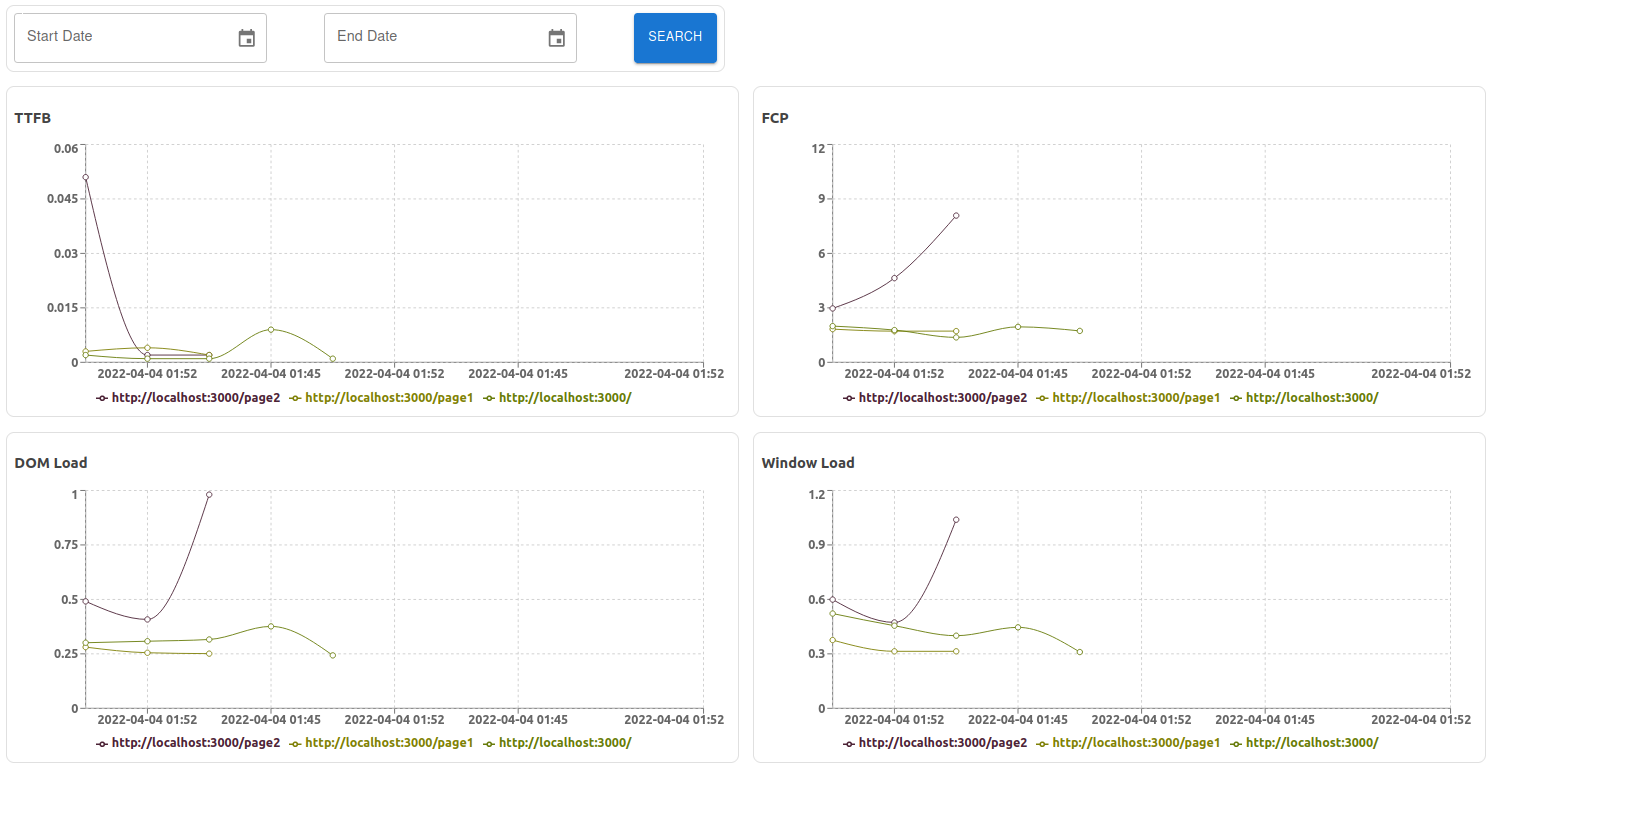 Start Date
End Date
SEARCH
TTFB
0.06
0.045
0.03
0.015
0
2022-04-04 01:52 2022-04-04 01:45 2022-04-04 01:52 2022-04-04 01:45 2022-04-04 01:52
http://localhost:3000/page2 http://localhost:3000/page1 http://localhost:3000/
FCP
12
9
6
3
0
2022-04-04 01:52 2022-04-04 01:45 2022-04-04 01:52 2022-04-04 01:45 2022-04-04 01:52
http://localhost:3000/page2 http://localhost:3000/page1 http://localhost:3000/
DOM Load
1
0.75
0.5
0.25
0
2022-04-04 01:52 2022-04-04 01:45 2022-04-04 01:52 2022-04-04 01:45 2022-04-04 01:52
http://localhost:3000/page2 http://localhost:3000/page1 http://localhost:3000/
Window Load
1.2
0.9
0.6
0.3
0
2022-04-04 01:52 2022-04-04 01:45 2022-04-04 01:52 2022-04-04 01:45 2022-04-04 01:52
http://localhost:3000/page2 http://localhost:3000/page1 http://localhost:3000/